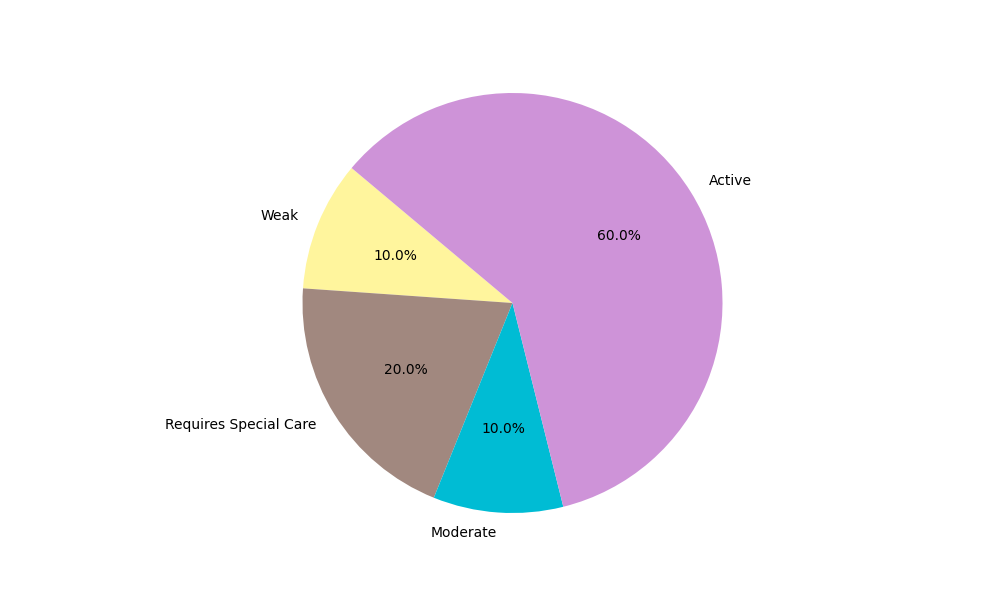 Active
60.0%
Weak
10.0%
20.0%
Requires Special Care
10.0%
Moderate